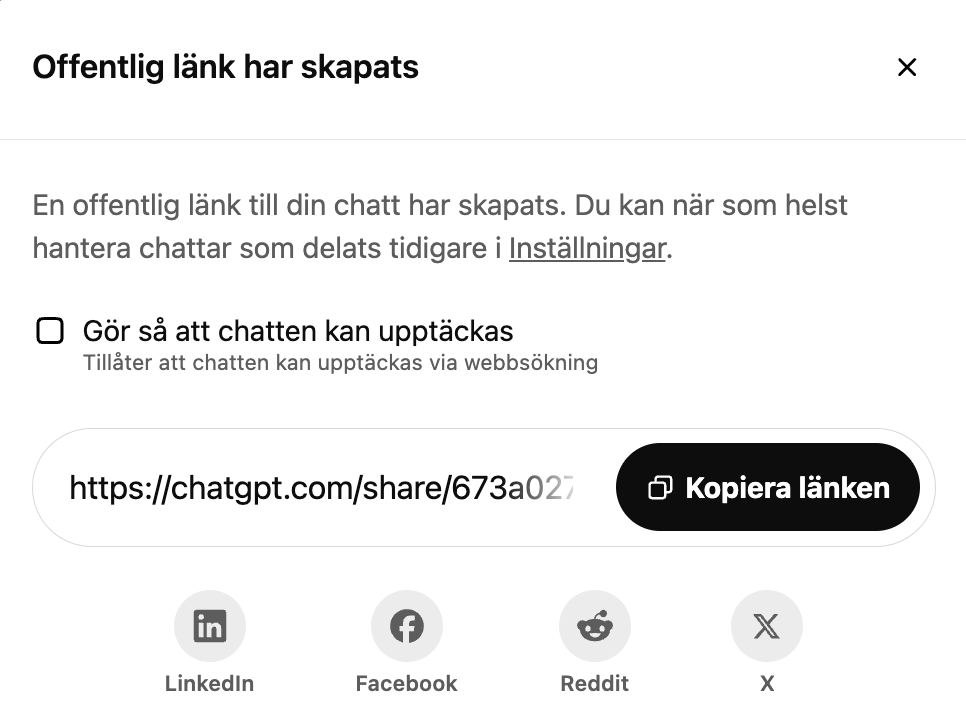 Offentlig länk har skapats
En offentlig länk till din chatt har skapats. Du kan när som helst
hantera chattar som delats tidigare i Inställningar.
Gör så att chatten kan upptäckas
Tillåter att chatten kan upptäckas via webbsökning
https://chatgpt.com/share/673a027
Kopiera länken
LinkedIn
Facebook
Reddit
X